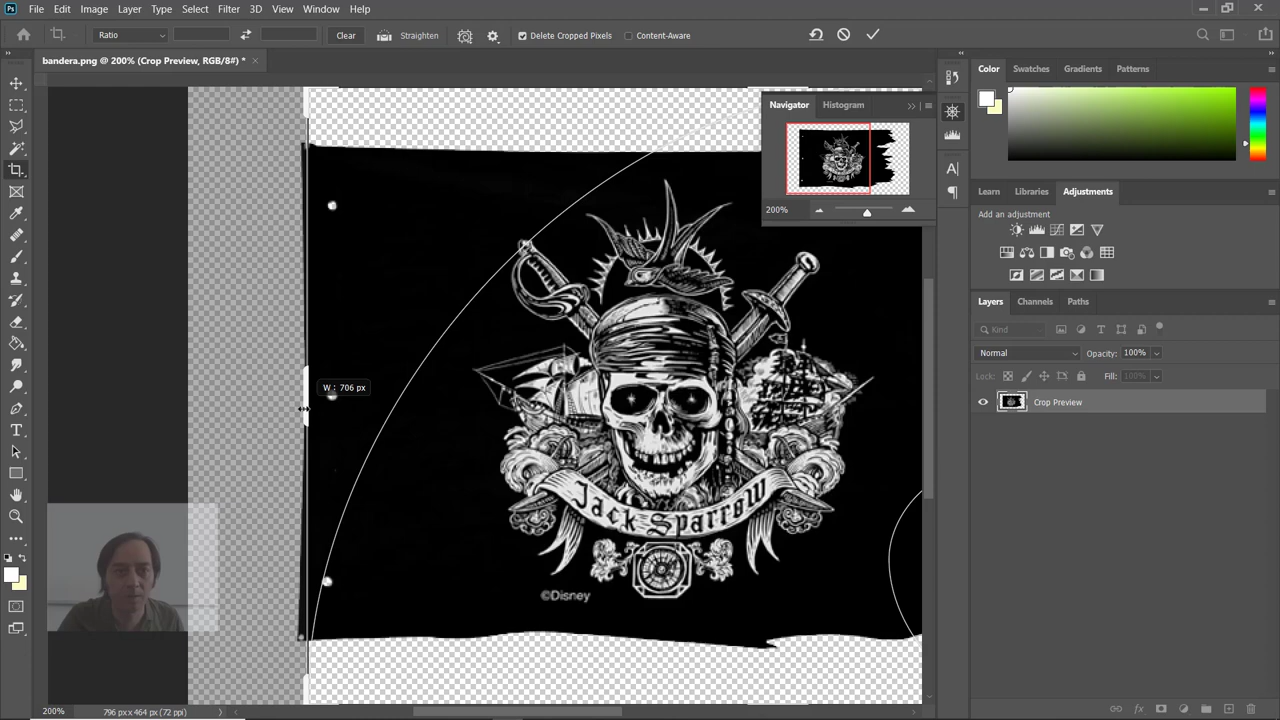 Ps File Edit Image Layer Type Select Filter 3D View Window Help
Ratio Clear Straighten Delete Cropped Pixels Content-Aware
bandera.png @ 200% (Crop Preview, RGB/8#) *
Navigator Histogram
200%
W : 706 px
Jack Sparrow
©Disney
200% 796 px x 464 px (72 ppi)
Color Swatches Gradients Patterns
Learn Libraries Adjustments
Add an adjustment
Layers Channels Paths
Kind
Normal Opacity: 100%
Lock: Fill: 100%
Crop Preview